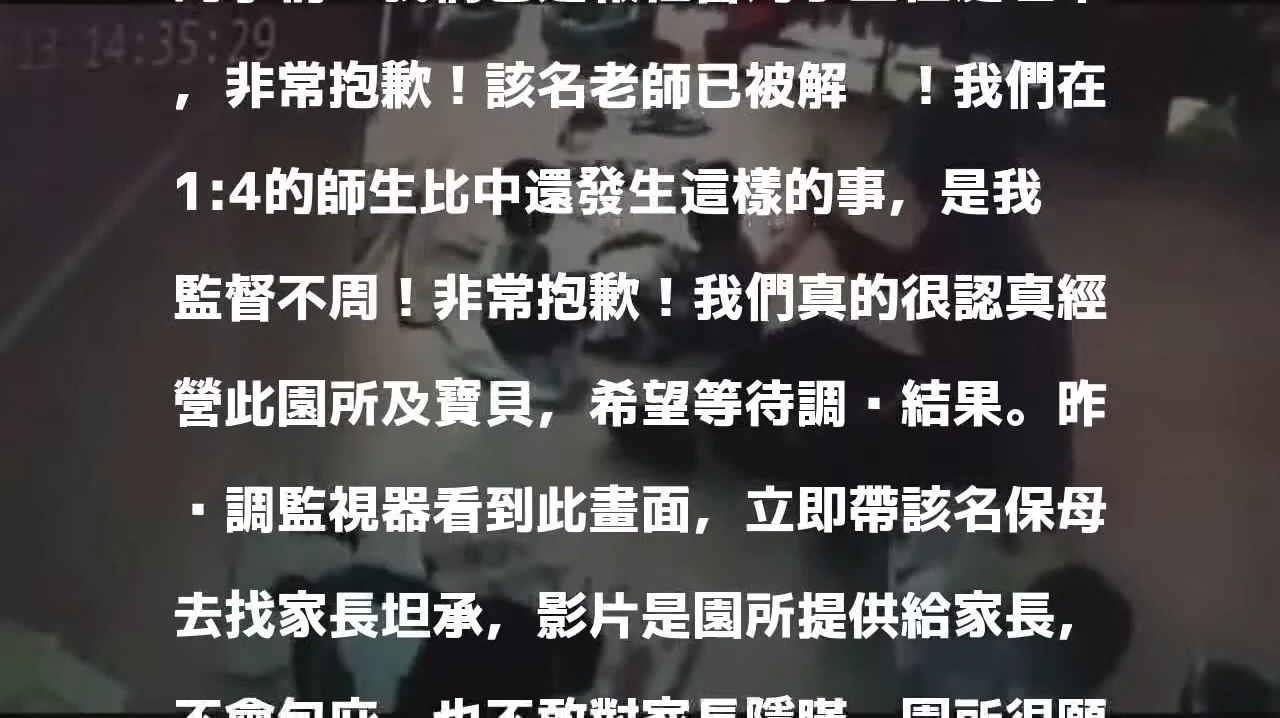 13 14:35:29
，非常抱歉！該名老師已被解　！我們在
1:4的師生比中還發生這樣的事，是我
監督不周！非常抱歉！我們真的很認真經
營此園所及寶貝，希望等待調▪結果。昨
▪調監視器看到此畫面，立即帶該名保母
去找家長坦承，影片是園所提供給家長，